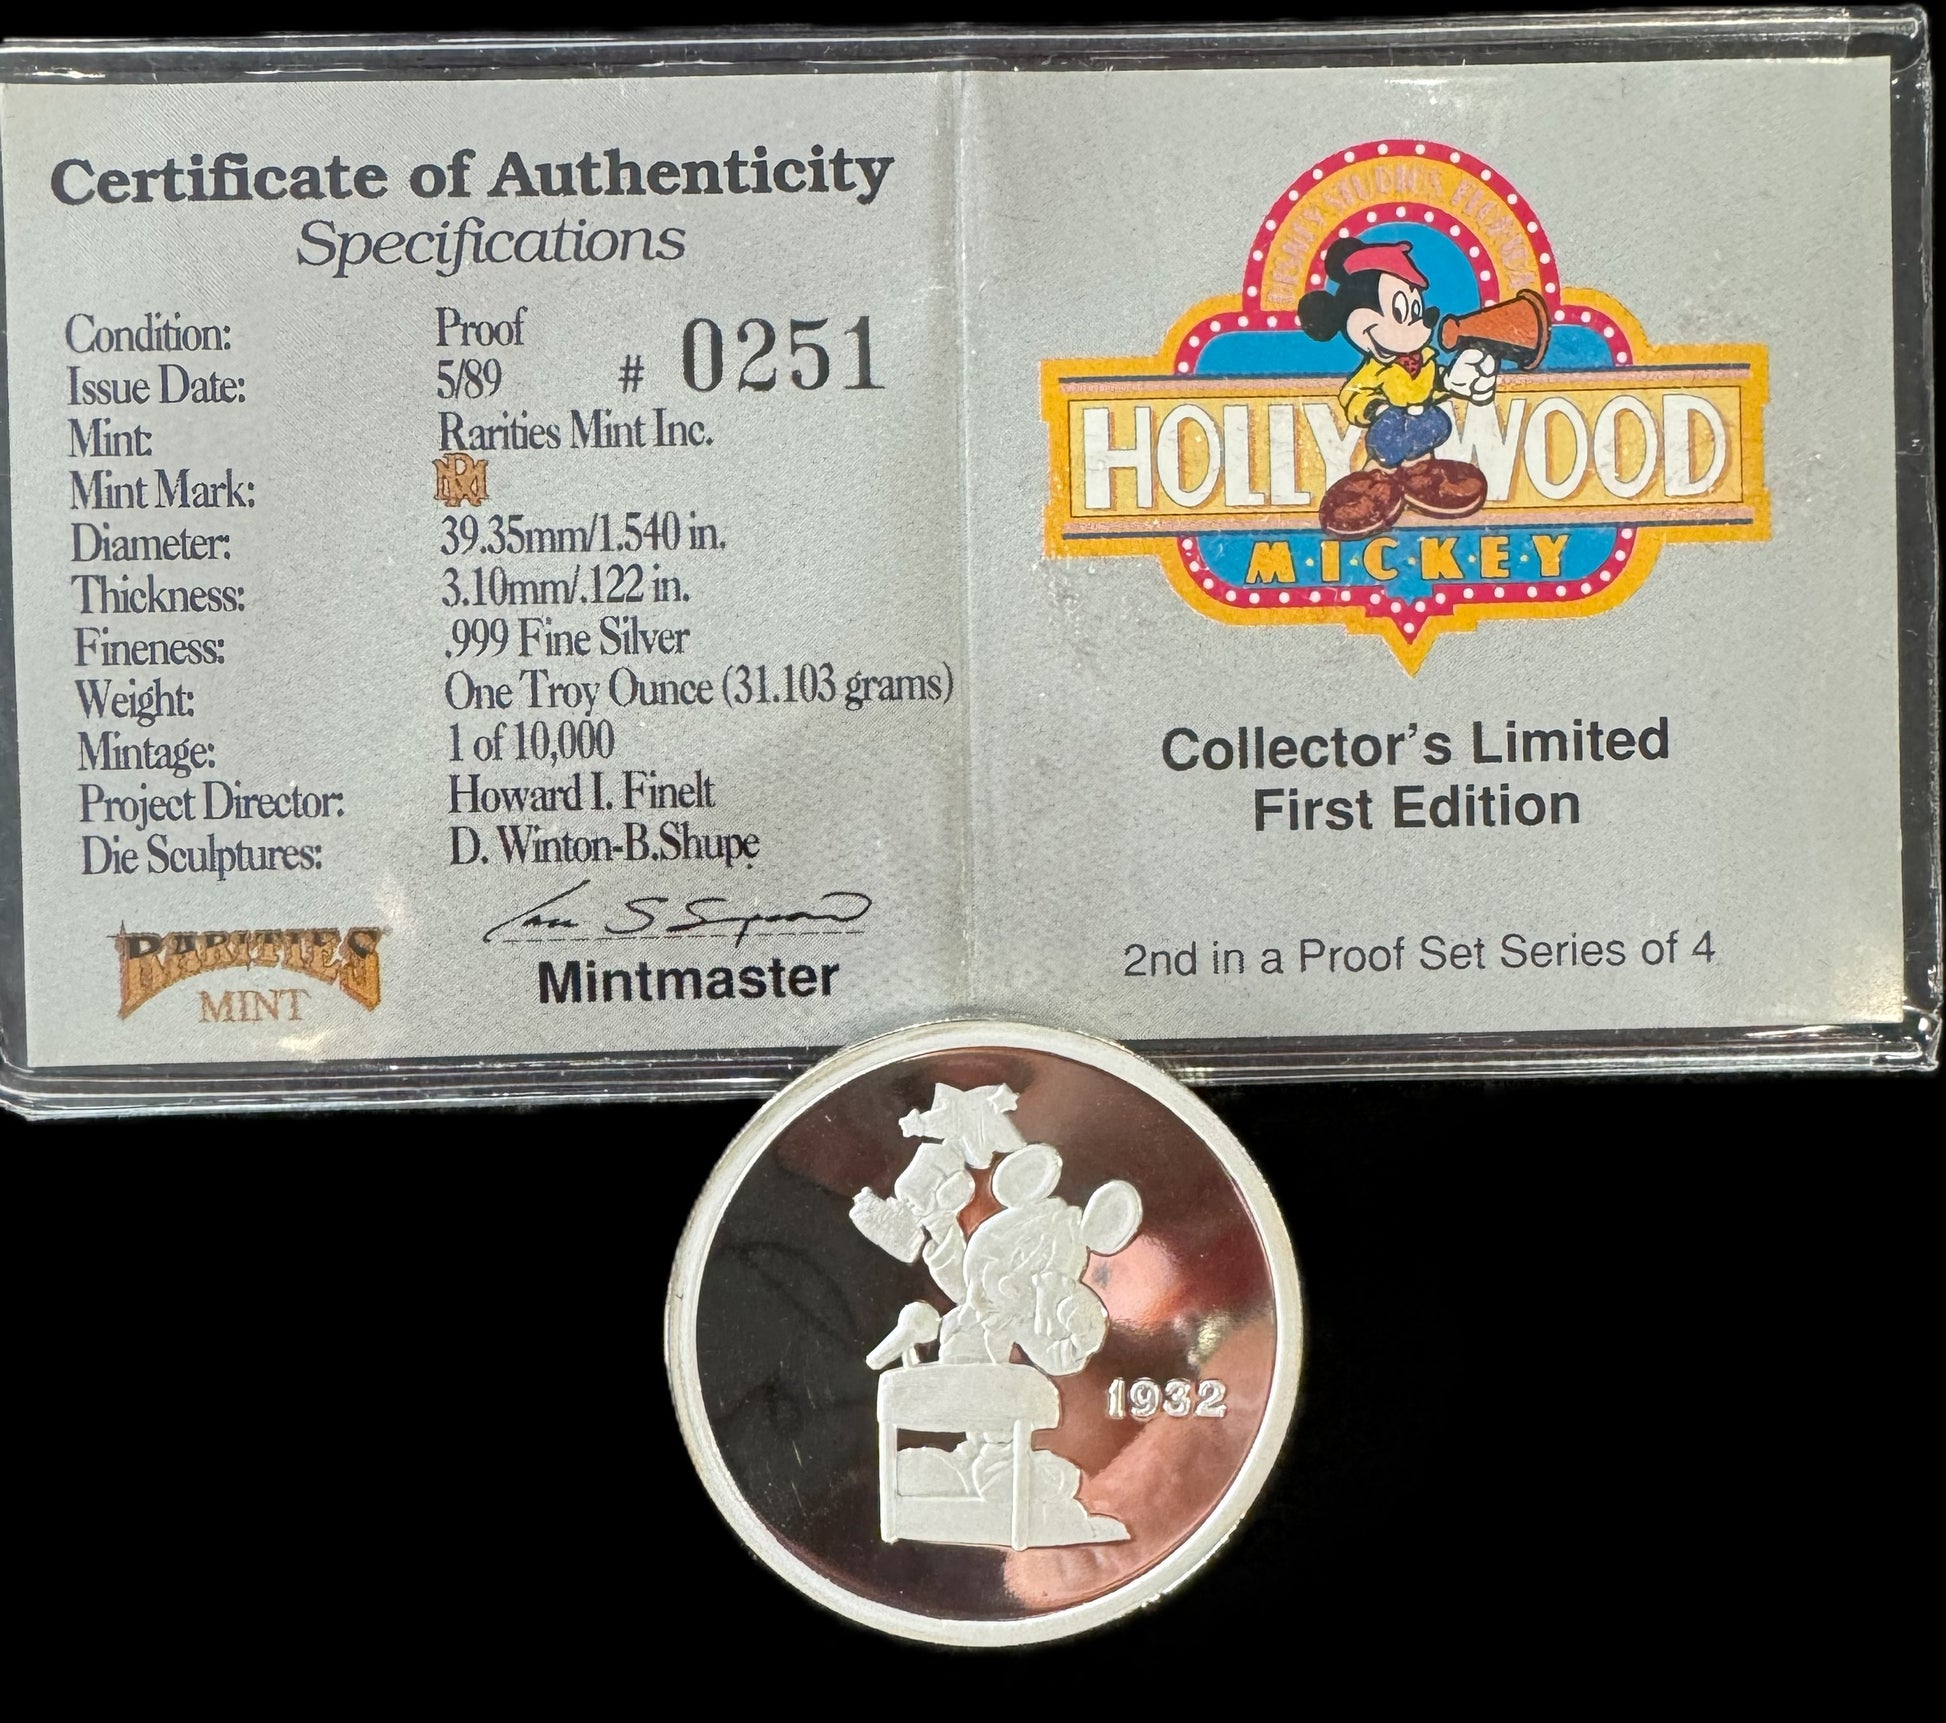 Certificate of Authenticity
Specifications
Condition: Proof
Issue Date: 5/89 # 0251
Mint: Rarities Mint Inc.
Mint Mark: RM
Diameter: 39.35mm/1.540 in.
Thickness: 3.10mm/.122 in.
Fineness: .999 Fine Silver
Weight: One Troy Ounce (31.103 grams)
Mintage: 1 of 10,000
Project Director: Howard I. Finelt
Die Sculptures: D. Winton-B.Shupe
RARITIES
MINT
Mintmaster
HOLLYWOOD
M·I·C·K·E·Y
Collector's Limited
First Edition
2nd in a Proof Set Series of 4
1932